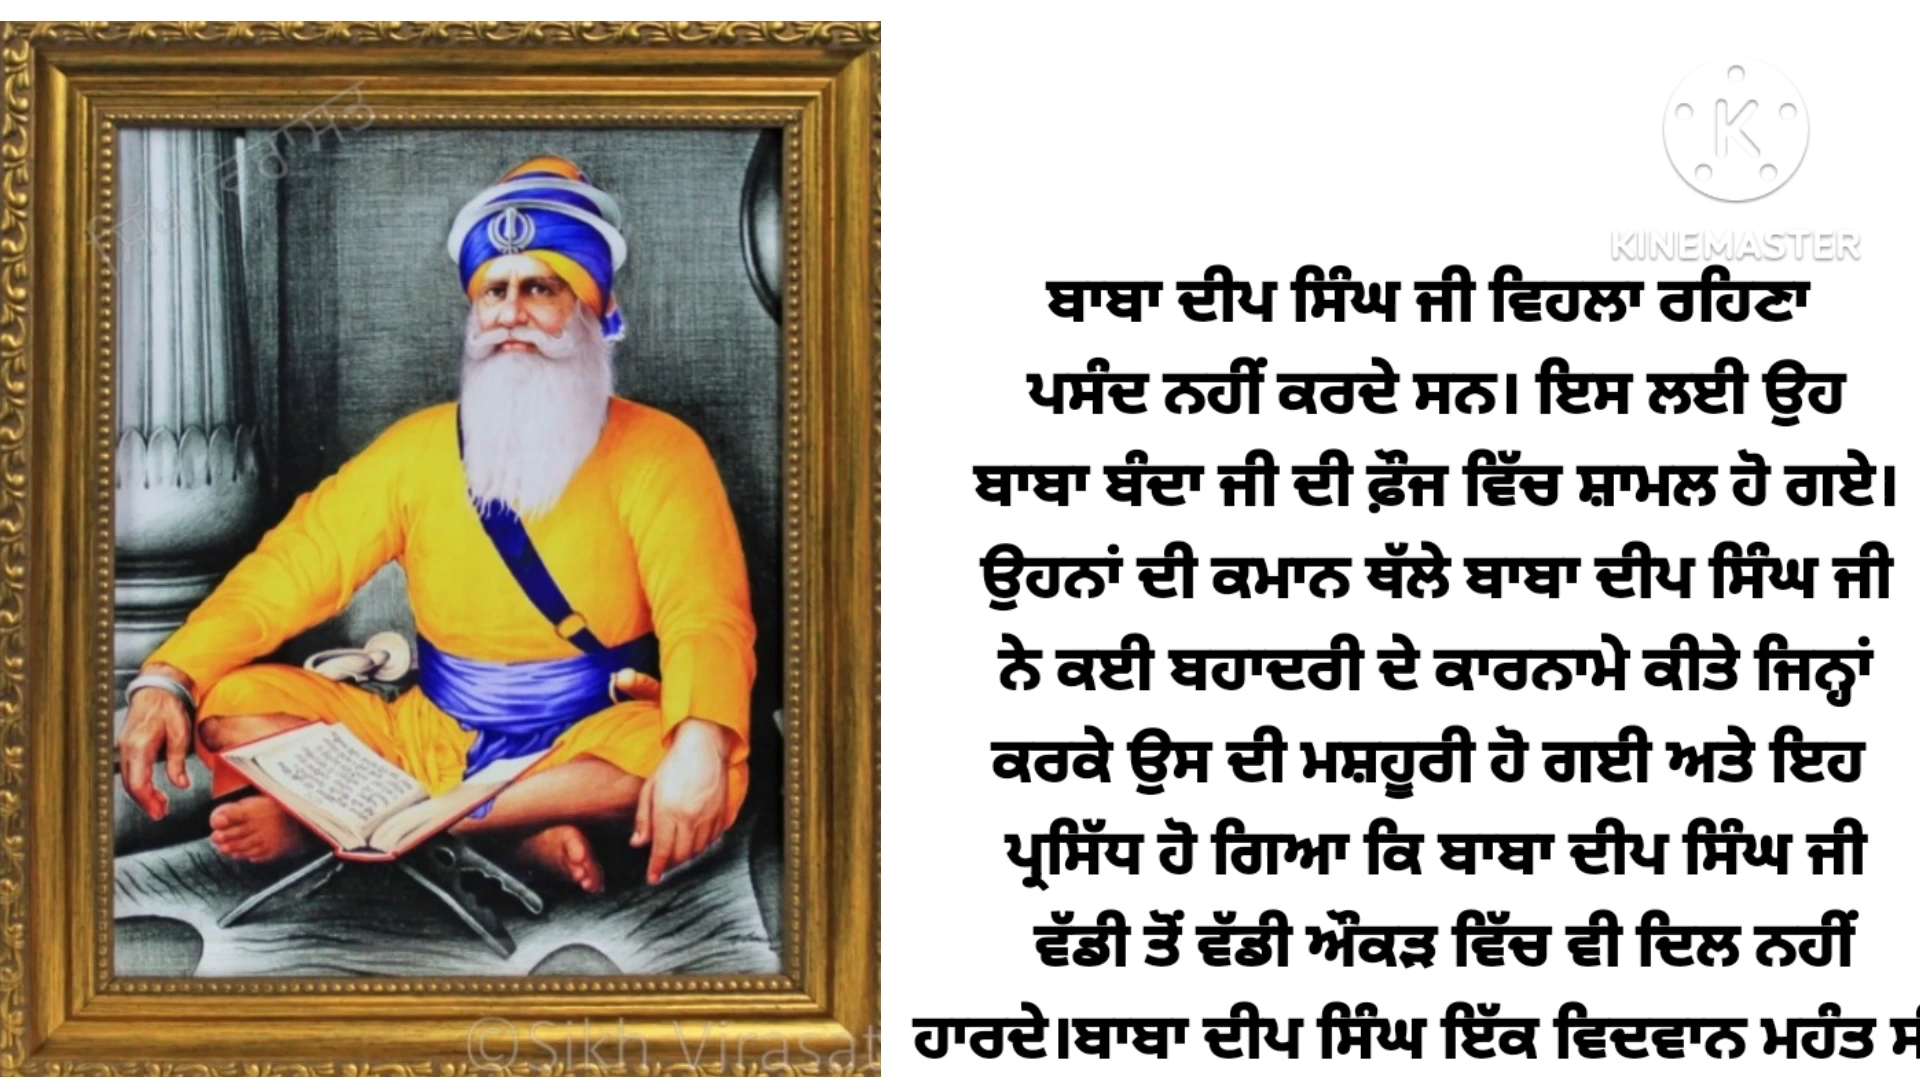 ਸਿੱਖ ਵਿਰਾਸਤ
©Sikh Virasat
KINEMASTER
ਬਾਬਾ ਦੀਪ ਸਿੰਘ ਜੀ ਵਿਹਲਾ ਰਹਿਣਾ
ਪਸੰਦ ਨਹੀਂ ਕਰਦੇ ਸਨ। ਇਸ ਲਈ ਉਹ
ਬਾਬਾ ਬੰਦਾ ਜੀ ਦੀ ਫ਼ੌਜ ਵਿੱਚ ਸ਼ਾਮਲ ਹੋ ਗਏ।
ਉਹਨਾਂ ਦੀ ਕਮਾਨ ਥੱਲੇ ਬਾਬਾ ਦੀਪ ਸਿੰਘ ਜੀ
ਨੇ ਕਈ ਬਹਾਦਰੀ ਦੇ ਕਾਰਨਾਮੇ ਕੀਤੇ ਜਿਨ੍ਹਾਂ
ਕਰਕੇ ਉਸ ਦੀ ਮਸ਼ਹੂਰੀ ਹੋ ਗਈ ਅਤੇ ਇਹ
ਪ੍ਰਸਿੱਧ ਹੋ ਗਿਆ ਕਿ ਬਾਬਾ ਦੀਪ ਸਿੰਘ ਜੀ
ਵੱਡੀ ਤੋਂ ਵੱਡੀ ਔਕੜ ਵਿੱਚ ਵੀ ਦਿਲ ਨਹੀਂ
ਹਾਰਦੇ।ਬਾਬਾ ਦੀਪ ਸਿੰਘ ਇੱਕ ਵਿਦਵਾਨ ਮਹੰਤ